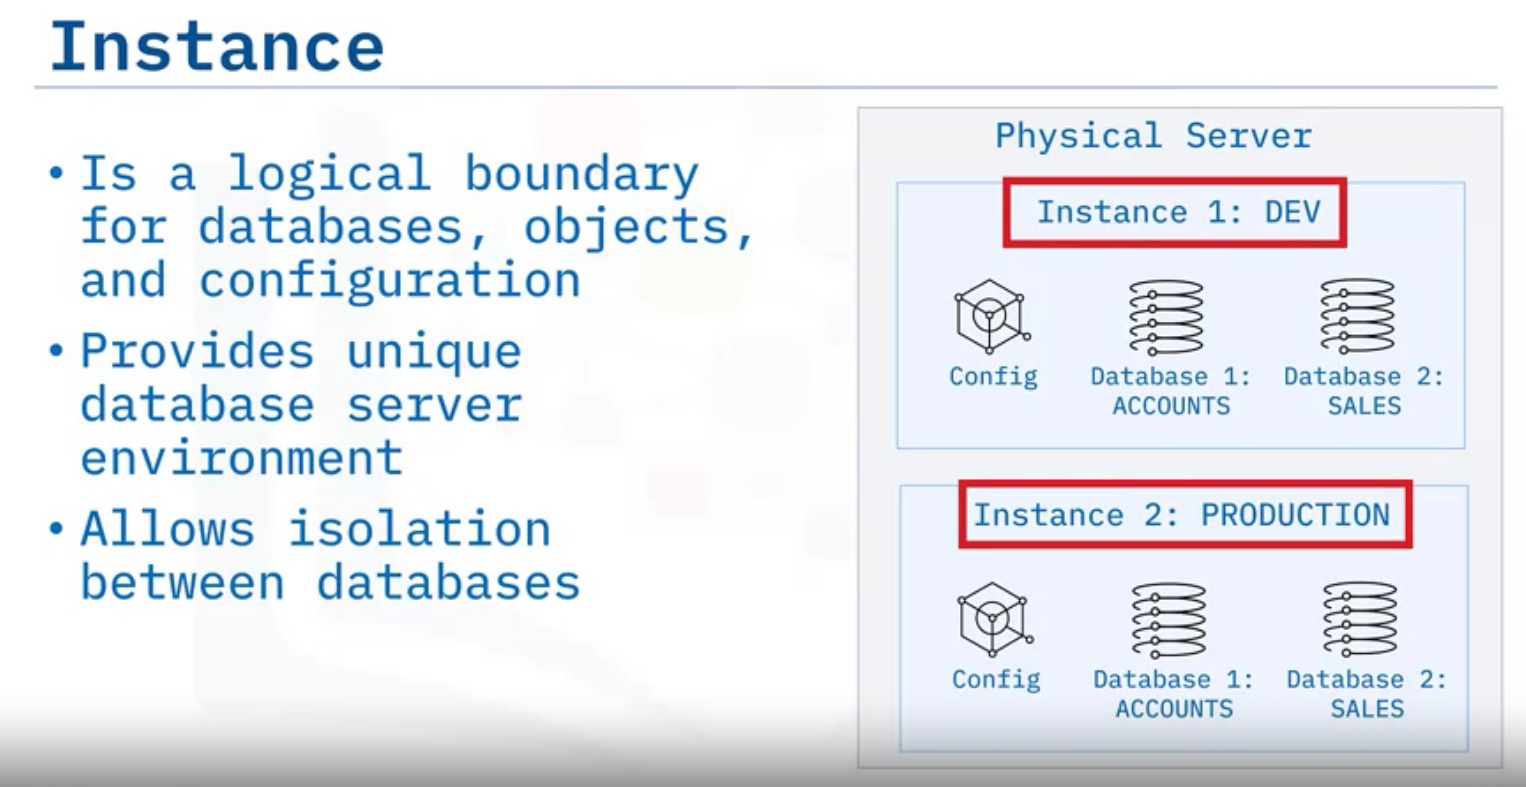 Instance
• Is a logical boundary
for databases, objects,
and configuration
• Provides unique
database server
environment
• Allows isolation
between databases
Physical Server
Instance 1: DEV
Config
Database 1:
ACCOUNTS
Database 2:
SALES
Instance 2: PRODUCTION
Config
Database 1:
ACCOUNTS
Database 2:
SALES